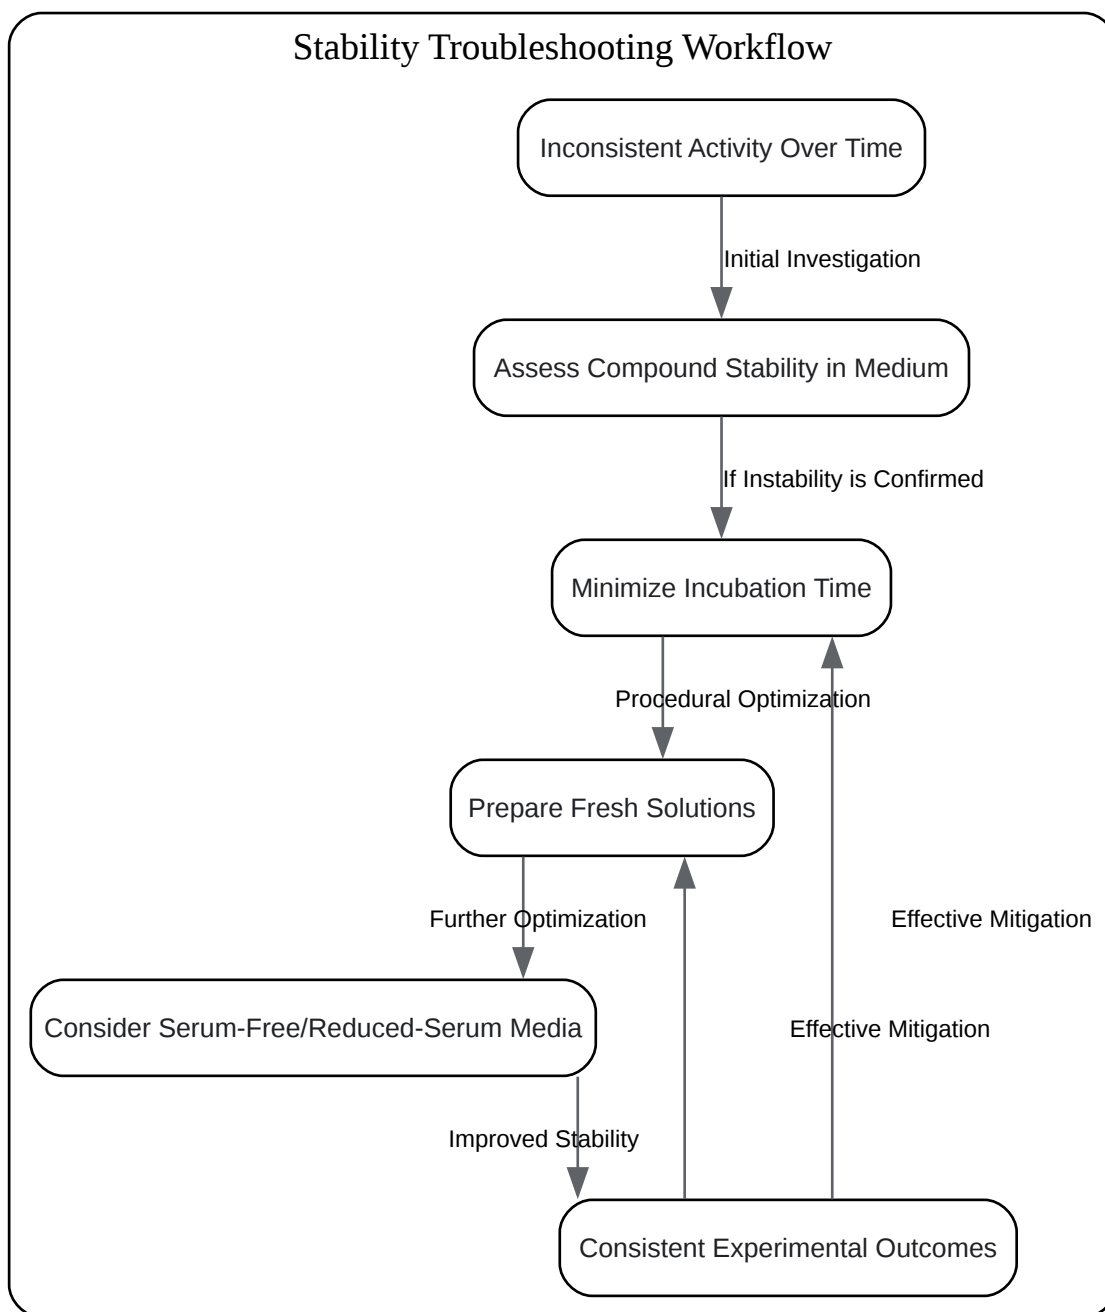 Stability Troubleshooting Workflow
Inconsistent Activity Over Time
Initial Investigation
Assess Compound Stability in Medium
If Instability is Confirmed
Minimize Incubation Time
Procedural Optimization
Prepare Fresh Solutions
Further Optimization
Effective Mitigation
Consider Serum-Free/Reduced-Serum Media
Effective Mitigation
Improved Stability
Consistent Experimental Outcomes